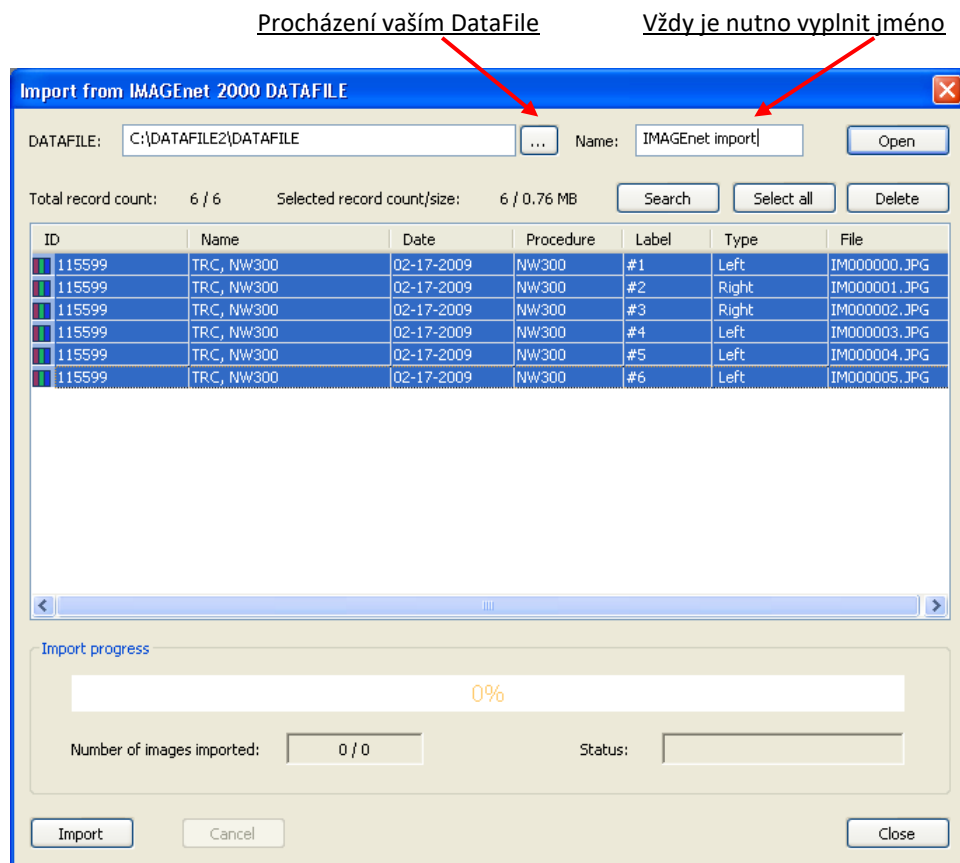 Procházení vaším DataFile Vždy je nutno vyplnit jméno
Import from IMAGEnet 2000 DATAFILE
DATAFILE: C:\DATAFILE2\DATAFILE ... Name: IMAGEnet import Open
Total record count: 6 / 6 Selected record count/size: 6 / 0.76 MB Search Select all Delete
ID Name Date Procedure Label Type File
115599 TRC, NW300 02-17-2009 NW300 #1 Left IM000000.JPG
115599 TRC, NW300 02-17-2009 NW300 #2 Right IM000001.JPG
115599 TRC, NW300 02-17-2009 NW300 #3 Right IM000002.JPG
115599 TRC, NW300 02-17-2009 NW300 #4 Left IM000003.JPG
115599 TRC, NW300 02-17-2009 NW300 #5 Left IM000004.JPG
115599 TRC, NW300 02-17-2009 NW300 #6 Left IM000005.JPG
Import progress
0%
Number of images imported: 0 / 0 Status:
Import Cancel Close